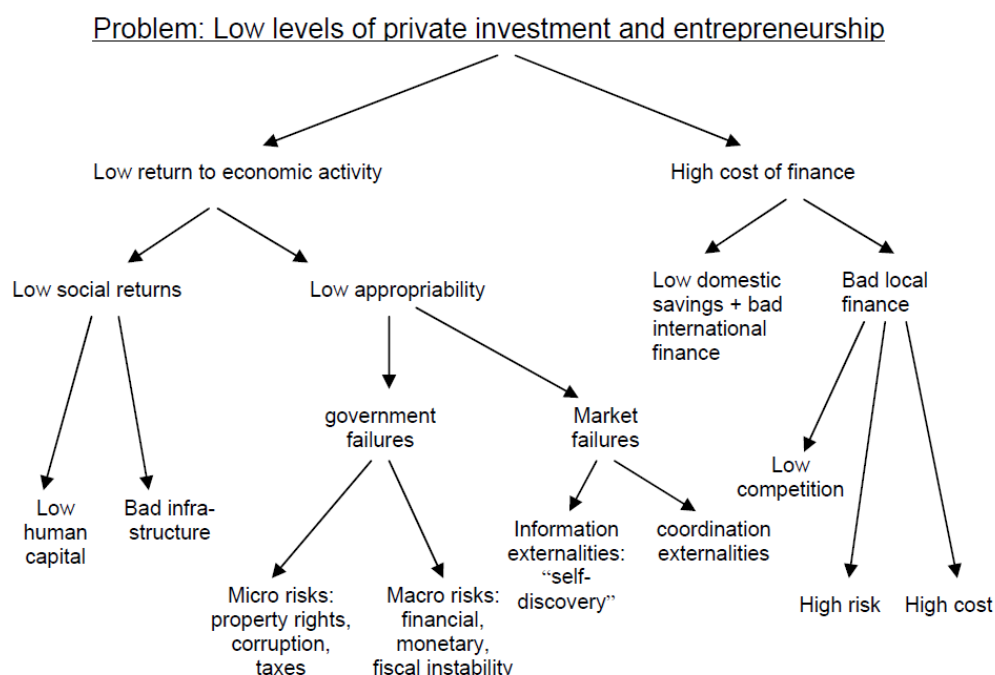 Problem: Low levels of private investment and entrepreneurship
Low return to economic activity
High cost of finance
Low social returns
Low appropriability
Low domestic
savings + bad
international
finance
Bad local
finance
government
failures
Market
failures
Low
human
capital
Bad infra-
structure
Information
externalities:
“self-
discovery”
coordination
externalities
Low
competition
Micro risks:
property rights,
corruption,
taxes
Macro risks:
financial,
monetary,
fiscal instability
High risk
High cost